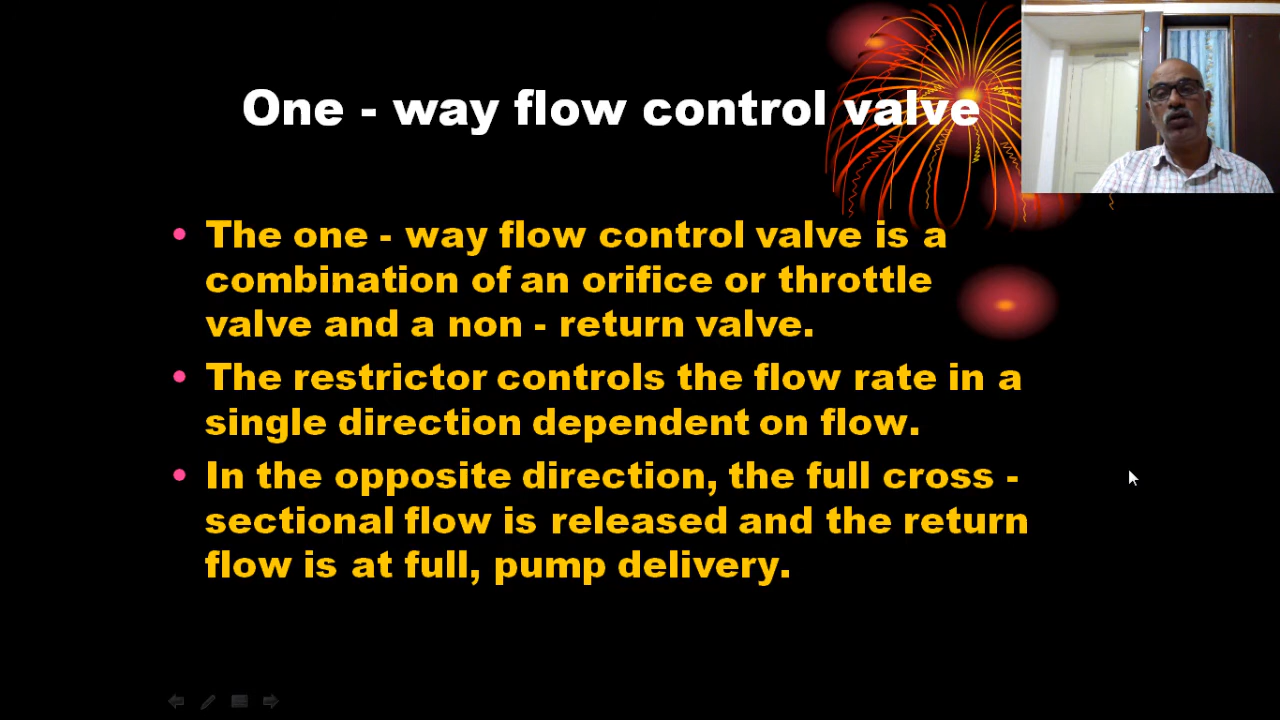 One - way flow control valve
The one - way flow control valve is a
combination of an orifice or throttle
valve and a non - return valve.
The restrictor controls the flow rate in a
single direction dependent on flow.
In the opposite direction, the full cross -
sectional flow is released and the return
flow is at full, pump delivery.